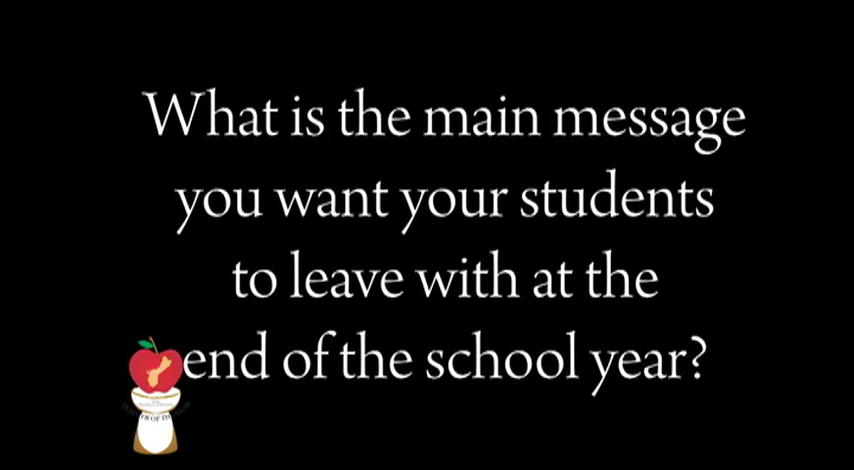 What is the main message
you want your students
to leave with at the
end of the school year?